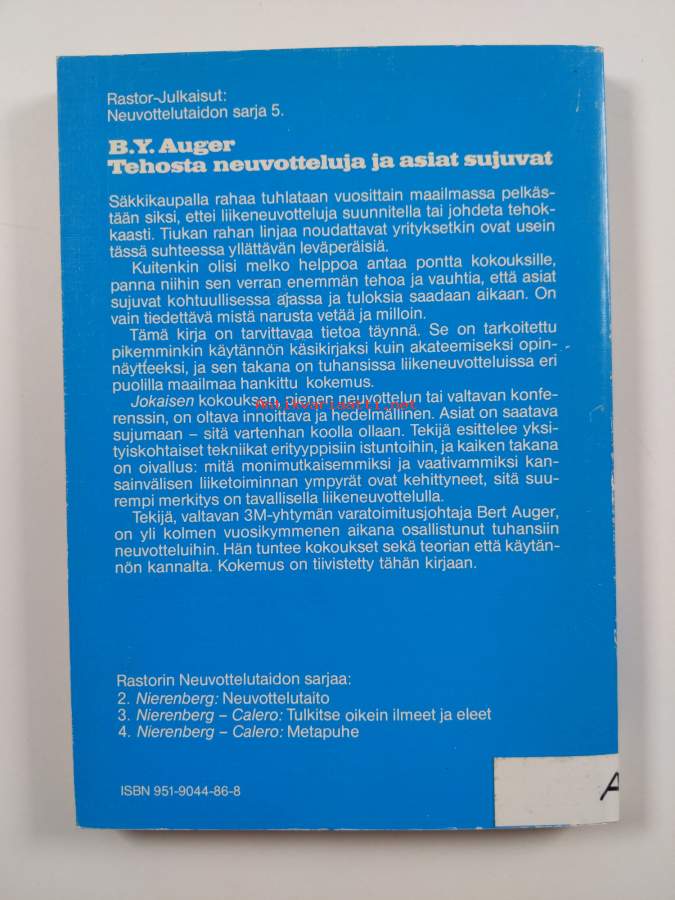 Rastor-Julkaisut:
Neuvottelutaidon sarja 5.
B.Y. Auger
Tehosta neuvotteluja ja asiat sujuvat
Säkkikaupalla rahaa tuhlataan vuosittain maailmassa pelkäs-
tään siksi, ettei liikeneuvotteluja suunnitella tai johdeta tehok-
kaasti. Tiukan rahan linjaa noudattavat yrityksetkin ovat usein
tässä suhteessa yllättävän leväperäisiä.
Kuitenkin olisi melko helppoa antaa pontta kokouksille,
panna niihin sen verran enemmän tehoa ja vauhtia, että asiat
sujuvat kohtuullisessa ajassa ja tuloksia saadaan aikaan. On
vain tiedettävä mistä narusta vetää ja milloin.
Tämä kirja on tarvittavaa tietoa täynnä. Se on tarkoitettu
pikemminkin käytännön käsikirjaksi kuin akateemiseksi opin-
näytteeksi, ja sen takana on tuhansissa liikeneuvotteluissa eri
puolilla maailmaa hankittu kokemus.
Jokaisen kokouksen, pienen neuvottelun tai valtavan konfe-
Antikvariaatti.net
renssin, on oltava innoittava ja hedelmällinen. Asiat on saatava
sujumaan – sitä vartenhan koolla ollaan. Tekijä esittelee yksi-
tyiskohtaiset tekniikat erityyppisiin istuntoihin, ja kaiken takana
on oivallus: mitä monimutkaisemmiksi ja vaativammiksi kan-
sainvälisen liiketoiminnan ympyrät ovat kehittyneet, sitä suu-
rempi merkitys on tavallisella liikeneuvottelulla.
Tekijä, valtavan 3M-yhtymän varatoimitusjohtaja Bert Auger,
on yli kolmen vuosikymmenen aikana osallistunut tuhansiin
neuvotteluihin. Hän tuntee kokoukset sekä teorian että käytän-
nön kannalta. Kokemus on tiivistetty tähän kirjaan.
Rastorin Neuvottelutaidon sarjaa:
2. Nierenberg: Neuvottelutaito
3. Nierenberg – Calero: Tulkitse oikein ilmeet ja eleet
4. Nierenberg – Calero: Metapuhe
ISBN 951-9044-86-8
A